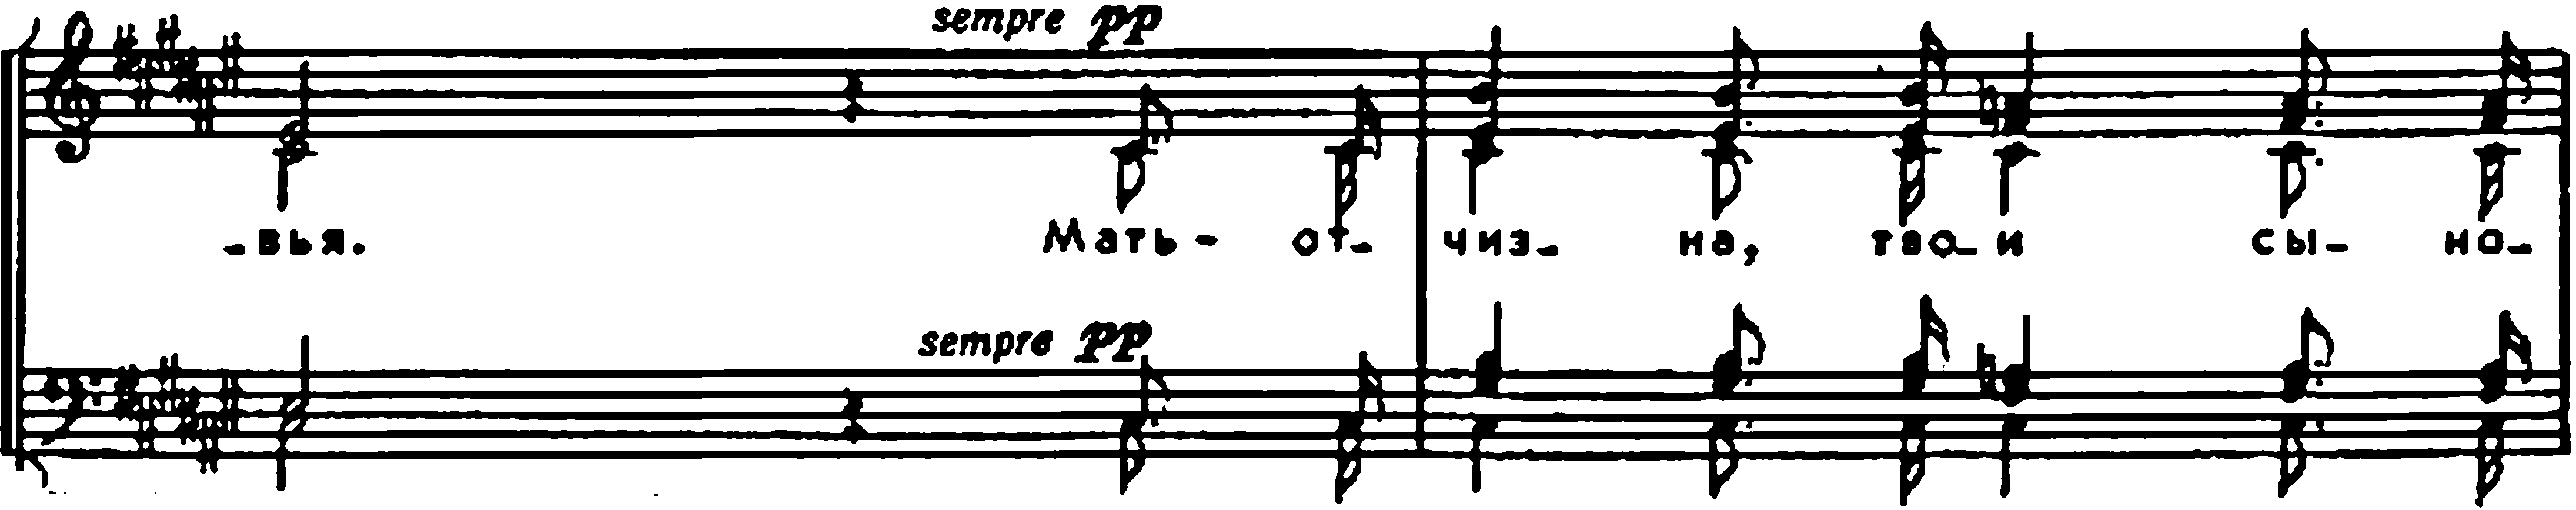 sempre pp
-вья. Мать- от- чиз- на, тво- и сы- но-
sempre pp